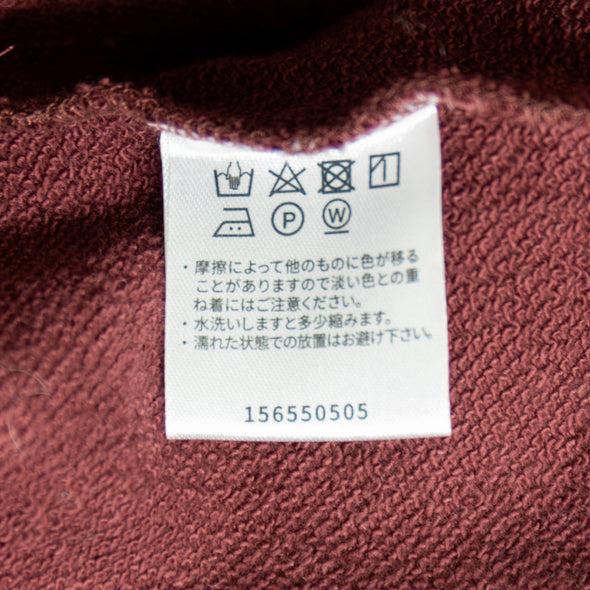 P W
・摩擦によって他のものに色が移る
ことがありますので淡い色との重
ね着にはご注意ください。
・水洗いしますと多少縮みます。
・濡れた状態での放置はお避け下さい。
156550505